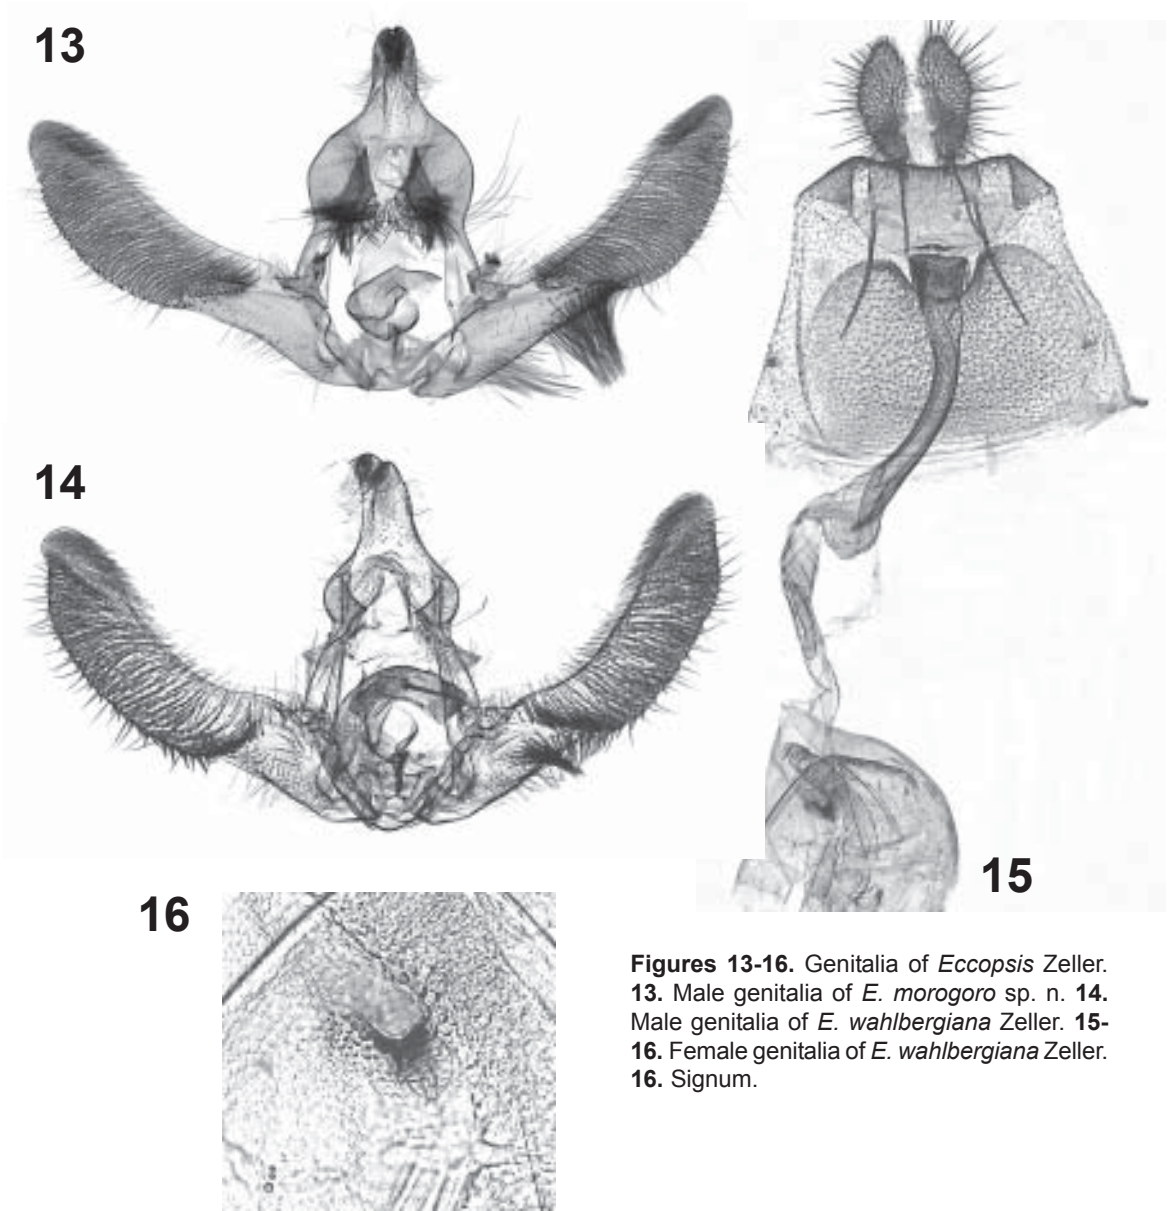 13
14
15
16
Figures 13-16. Genitalia of Eccopsis Zeller.
13. Male genitalia of E. morogoro sp. n. 14.
Male genitalia of E. wahlbergiana Zeller. 15-
16. Female genitalia of E. wahlbergiana Zeller.
16. Signum.